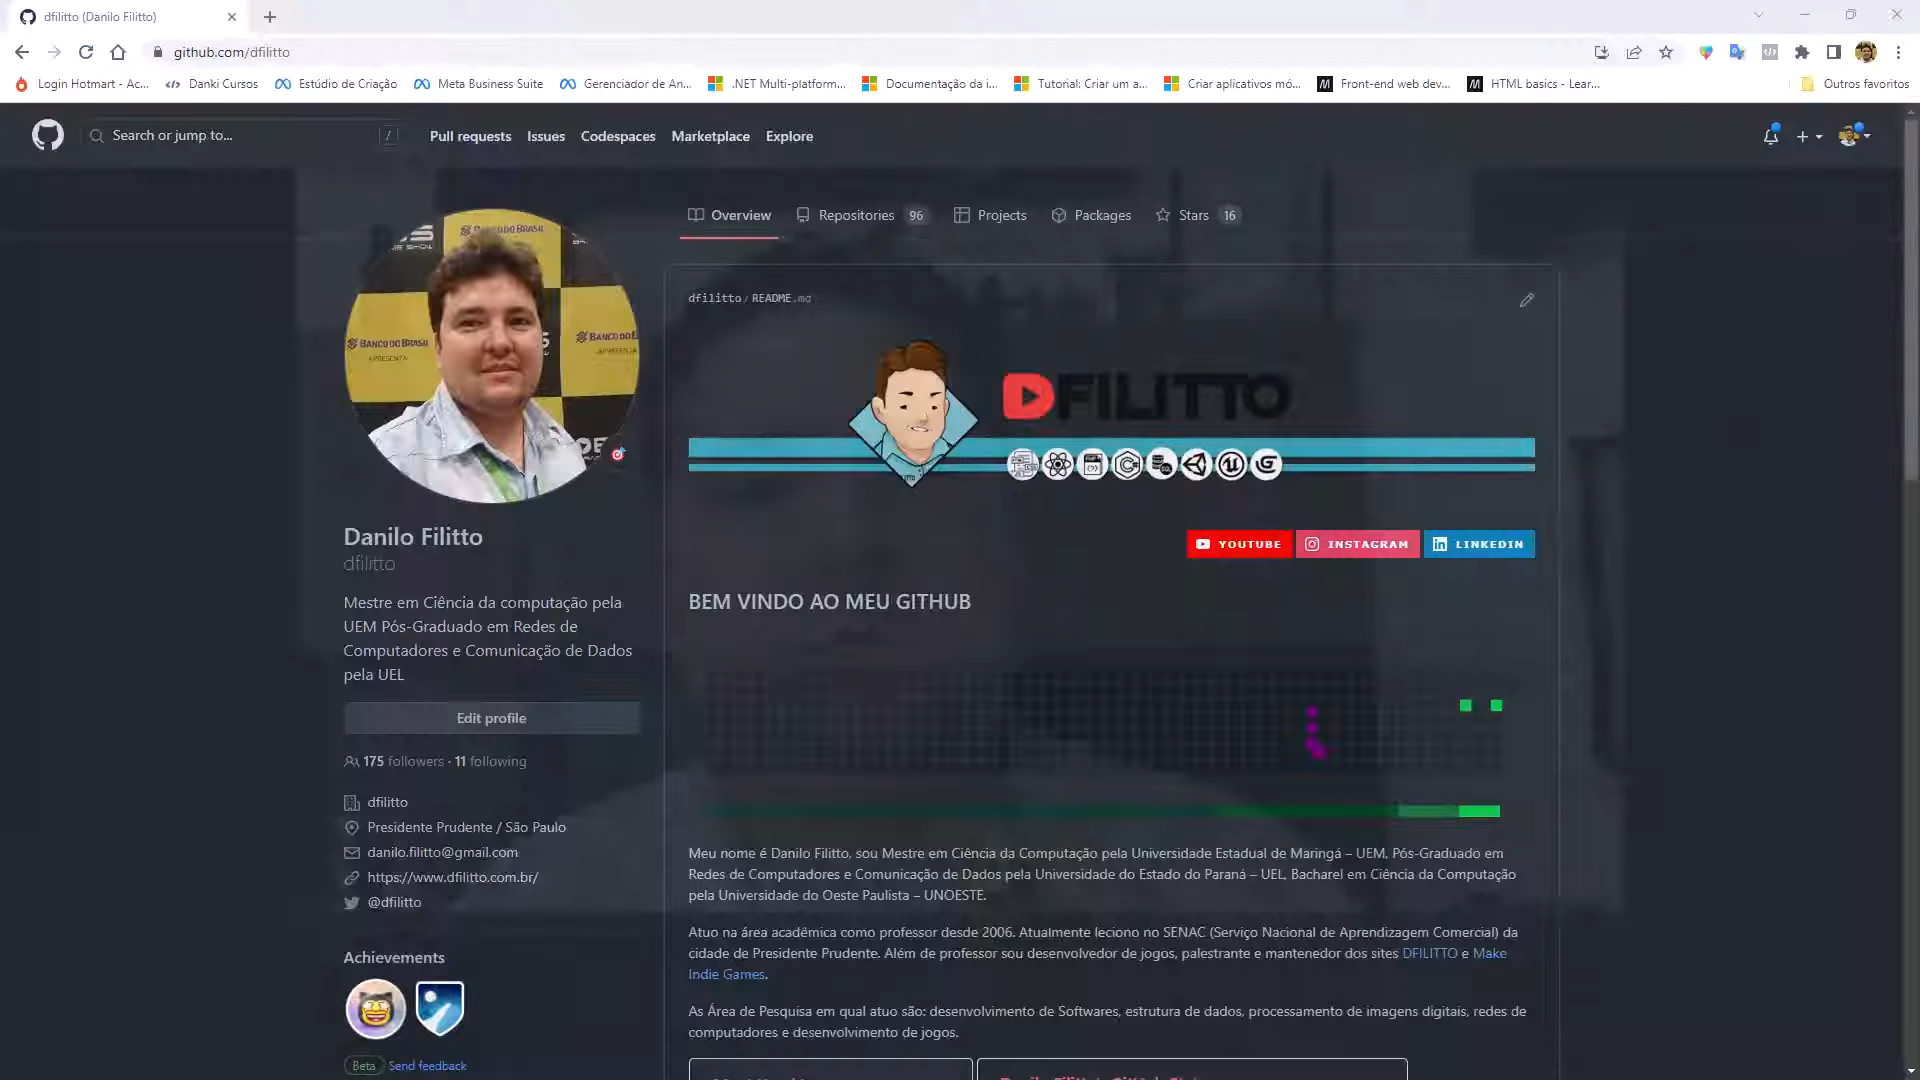 dfilitto (Danilo Filitto)
github.com/dfilitto
Login Hotmart - Ac...
Danki Cursos
Estúdio de Criação
Meta Business Suite
Gerenciador de An...
.NET Multi-platform...
Documentação da i...
Tutorial: Criar um a...
Criar aplicativos mó...
Front-end web dev...
HTML basics - Lear...
Outros favoritos
Search or jump to...
/
Pull requests
Issues
Codespaces
Marketplace
Explore
Overview
Repositories 96
Projects
Packages
Stars 16
BANCO DO BRASIL
BANCO DO BRASIL
APRESENTA
Danilo Filitto
dfilitto
Mestre em Ciência da computação pela
UEM Pós-Graduado em Redes de
Computadores e Comunicação de Dados
pela UEL
Edit profile
175 followers · 11 following
dfilitto
Presidente Prudente / São Paulo
danilo.filitto@gmail.com
https://www.dfilitto.com.br/
@dfilitto
Achievements
Beta Send feedback
dfilitto / README.md
DFILITTO
YOUTUBE
INSTAGRAM
LINKEDIN
BEM VINDO AO MEU GITHUB
Meu nome é Danilo Filitto, sou Mestre em Ciência da Computação pela Universidade Estadual de Maringá – UEM, Pós-Graduado em
Redes de Computadores e Comunicação de Dados pela Universidade do Estado do Paraná – UEL, Bacharel em Ciência da Computação
pela Universidade do Oeste Paulista – UNOESTE.
Atuo na área acadêmica como professor desde 2006. Atualmente leciono no SENAC (Serviço Nacional de Aprendizagem Comercial) da
cidade de Presidente Prudente. Além de professor sou desenvolvedor de jogos, palestrante e mantenedor dos sites DFILITTO e Make
Indie Games.
As Área de Pesquisa em qual atuo são: desenvolvimento de Softwares, estrutura de dados, processamento de imagens digitais, redes de
computadores e desenvolvimento de jogos.